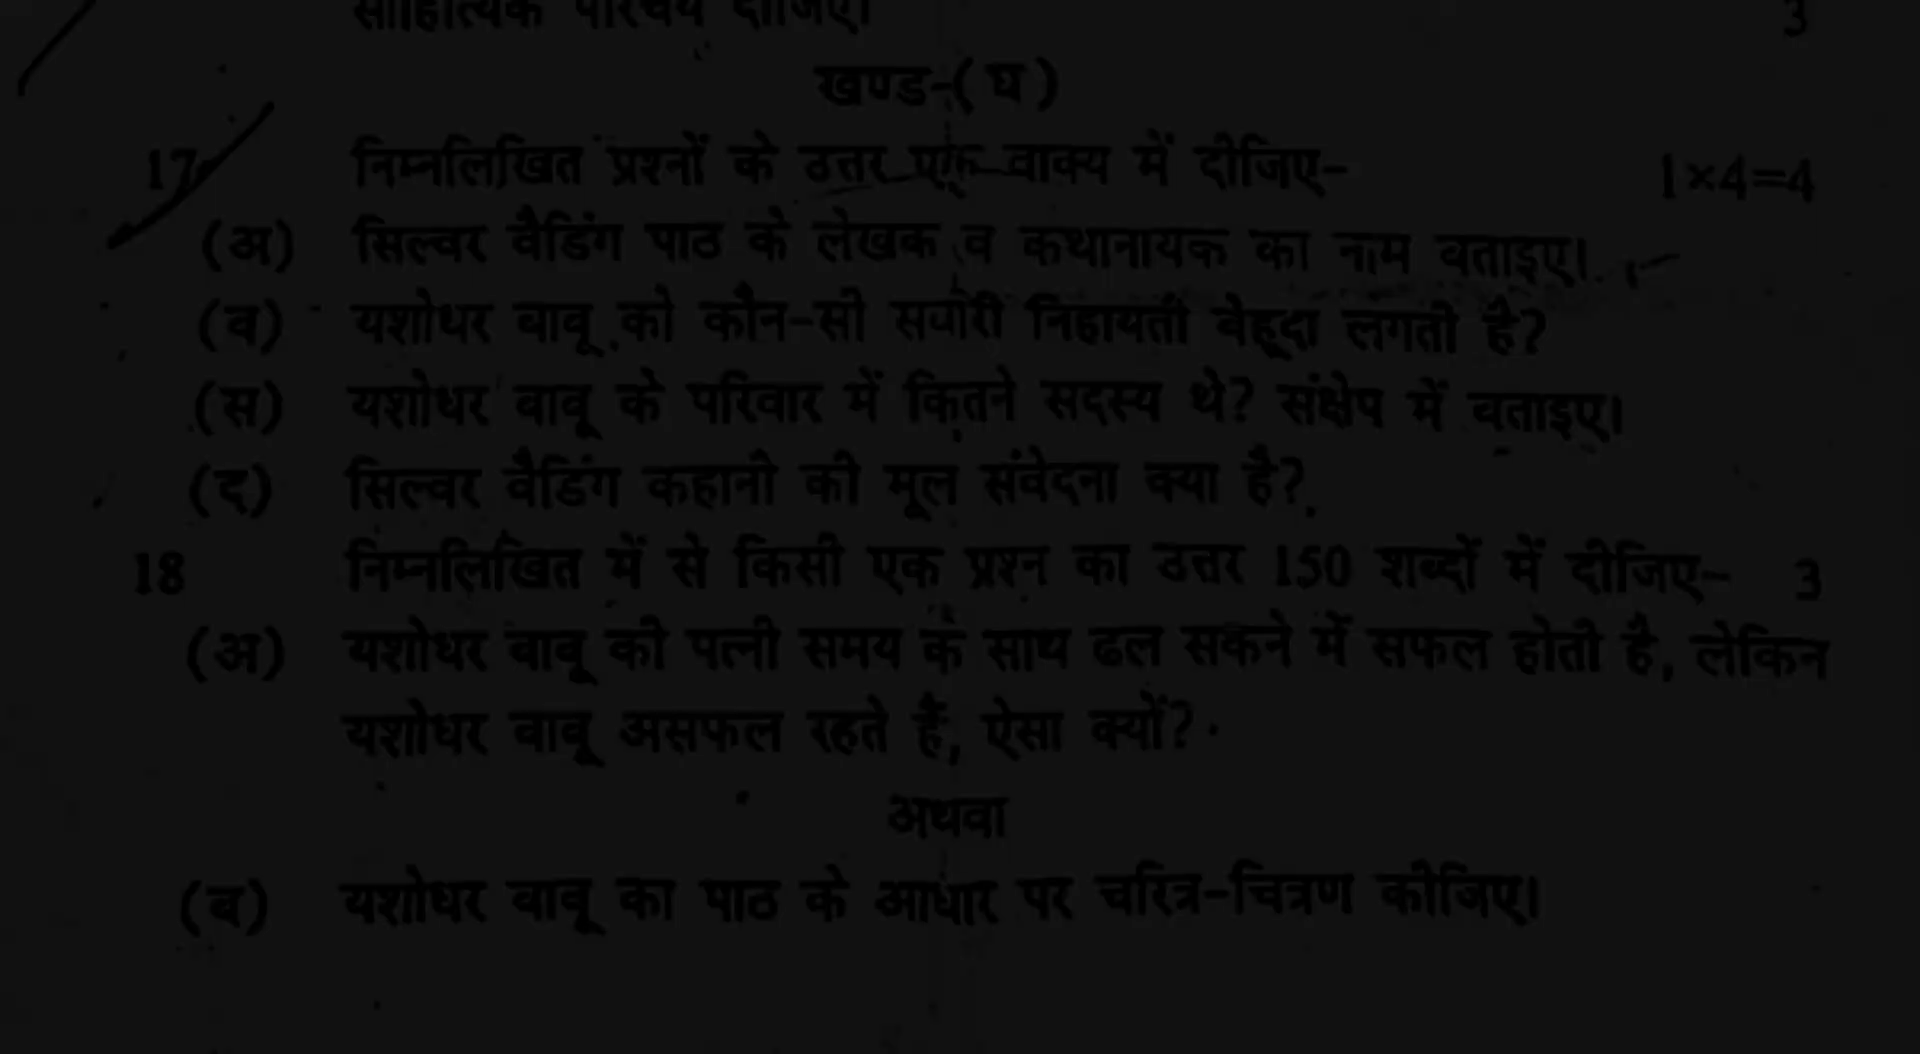 साहित्यिक परिचय दीजिए। 3
खण्ड-(घ)
17 निम्नलिखित प्रश्नों के उत्तर एक वाक्य में दीजिए- 1×4=4
(अ) सिल्वर वैडिंग पाठ के लेखक व कथानायक का नाम बताइए।
(ब) यशोधर बाबू को कौन-सी सवारी निहायती बेहूदा लगती है?
(स) यशोधर बाबू के परिवार में कितने सदस्य थे? संक्षेप में बताइए।
(द) सिल्वर वैडिंग कहानी की मूल संवेदना क्या है?
18 निम्नलिखित में से किसी एक प्रश्न का उत्तर 150 शब्दों में दीजिए- 3
(अ) यशोधर बाबू की पत्नी समय के साथ ढल सकने में सफल होती है, लेकिन
यशोधर बाबू असफल रहते हैं, ऐसा क्यों?
अथवा
(ब) यशोधर बाबू का पाठ के आधार पर चरित्र-चित्रण कीजिए।